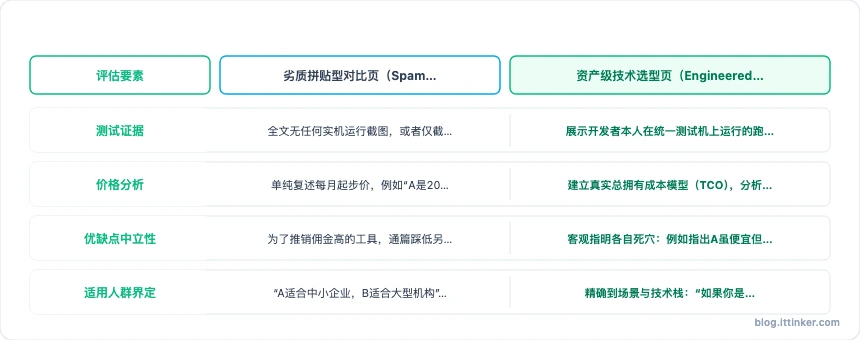 评估要素 劣质拼贴型对比页（Spam... 资产级技术选型页（Engineered...
测试证据 全文无任何实机运行截图，或者仅截... 展示开发者本人在统一测试机上运行的跑...
价格分析 单纯复述每月起步价，例如“A是20... 建立真实总拥有成本模型（TCO），分析...
优缺点中立性 为了推销佣金高的工具，通篇踩低另... 客观指明各自死穴：例如指出A虽便宜但...
适用人群界定 “A适合中小企业，B适合大型机构”... 精确到场景与技术栈：“如果你是...
blog.ittinker.com